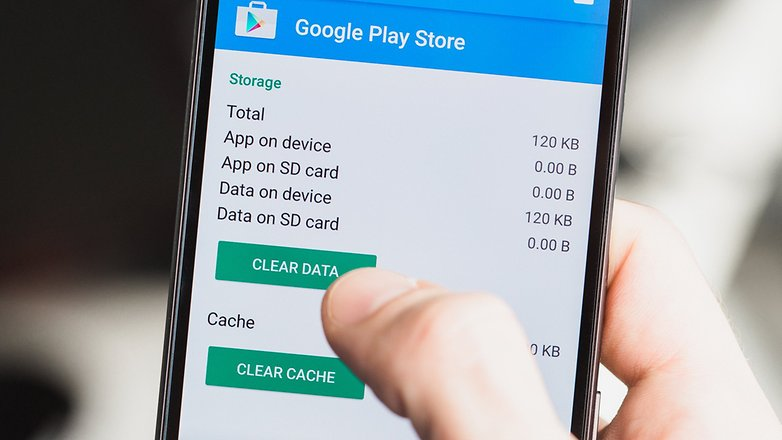 Google Play Store
Storage
Total 120 KB
App on device 0.00 B
App on SD card 0.00 B
Data on device 120 KB
Data on SD card 0.00 B
CLEAR DATA
Cache 0 KB
CLEAR CACHE